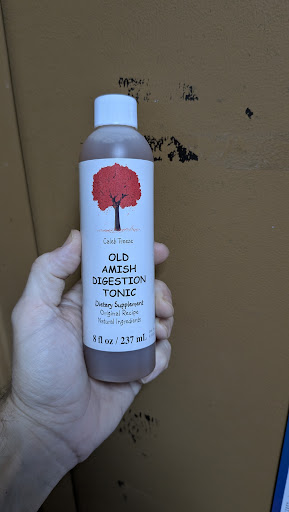 Caleb Treeze
OLD
AMISH
DIGESTION
TONIC
Dietary Supplement
Original Recipe
Natural Ingredients
8 fl oz / 237 mL